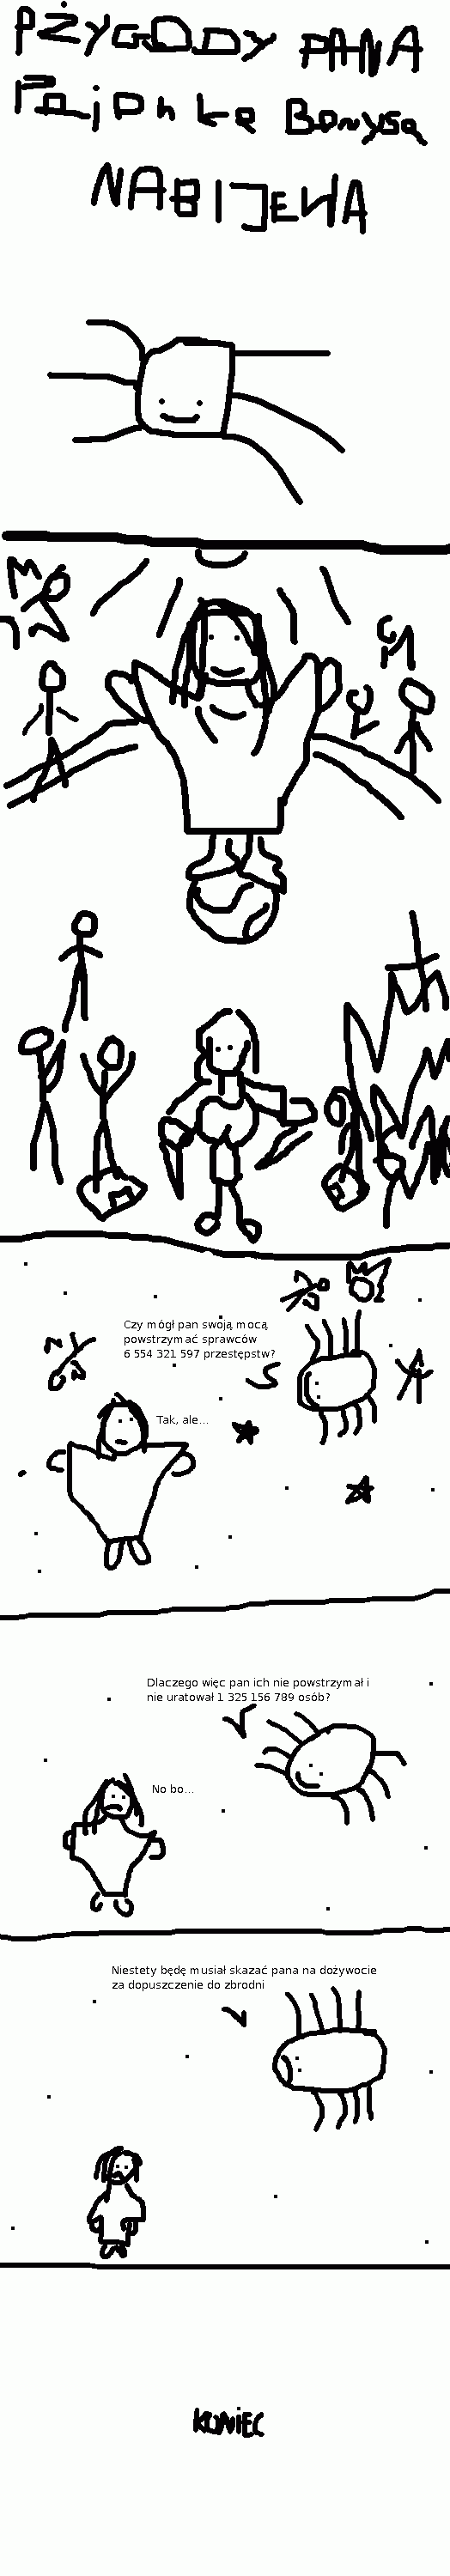 PŻYGODY PANA
Pajonka Bonysa
NABIJEWA
Czy mógł pan swoją mocą
powstrzymać sprawców
6 554 321 597 przestępstw?
Tak, ale...
Dlaczego więc pan ich nie powstrzymał i
nie uratował 1 325 156 789 osób?
No bo...
Niestety będę musiał skazać pana na dożywocie
za dopuszczenie do zbrodni
KONIEC